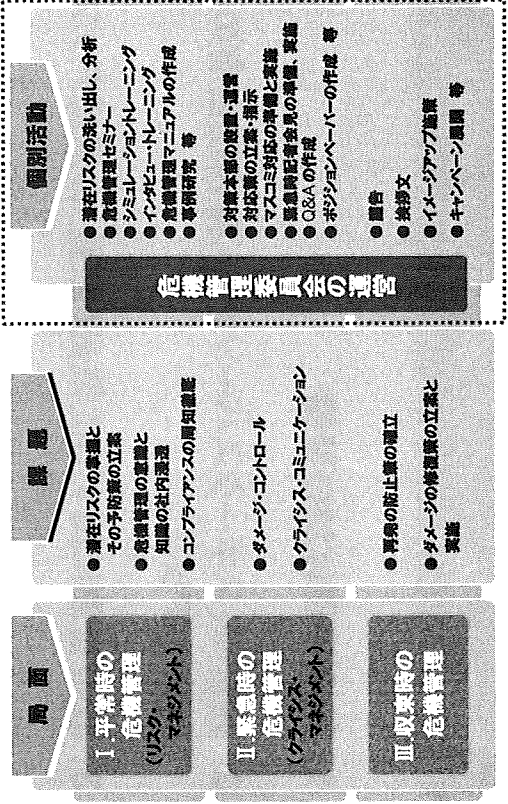 局面
Ⅰ 平常時の
危機管理
(リスク・
マネジメント)
Ⅱ 緊急時の
危機管理
(クライシス・
マネジメント)
Ⅲ 収束時の
危機管理
課題
●潜在リスクの掌握と
その予防策の立案
●危機管理の意識と
知識の社内浸透
●コンプライアンスの周知徹底
●ダメージ・コントロール
●クライシス・コミュニケーション
●再発の防止策の確立
●ダメージの修復策の立案と
実施
個別活動
危機管理委員会の運営
●潜在リスクの洗い出し、分析
●危機管理セミナー
●シミュレーショントレーニング
●インタビュー・トレーニング
●危機管理マニュアルの作成
●事例研究 等
●対策本部の設置・運営
●対応策の立案・指示
●マスコミ対応の準備と実施
●緊急時記者会見の準備、実施
●Q&Aの作成
●ポジションペーパーの作成 等
●謹告
●挨拶文
●イメージアップ施策
●キャンペーン展開 等